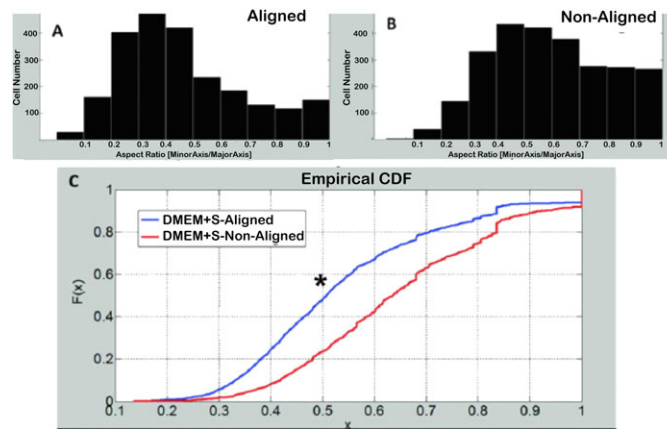 A
Aligned
400
300
200
100
Cell Number
0.1 0.2 0.3 0.4 0.5 0.6 0.7 0.8 0.9 1
Aspect Ratio [MinorAxis/MajorAxis]
B
Non-Aligned
400
300
200
100
Cell Number
0.1 0.2 0.3 0.4 0.5 0.6 0.7 0.8 0.9 1
Aspect Ratio [MinorAxis/MajorAxis]
C
Empirical CDF
DMEM+S-Aligned
DMEM+S-Non-Aligned
*
1
0.8
0.6
0.4
0.2
0
F(x)
0.1 0.2 0.3 0.4 0.5 0.6 0.7 0.8 0.9 1
x